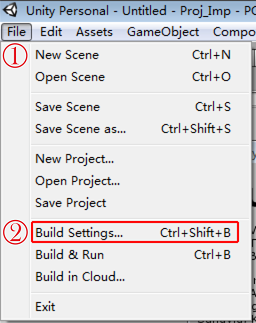 Unity Personal - Untitled - Proj_Imp - PC
File Edit Assets GameObject Compo
① New Scene Ctrl+N
Open Scene Ctrl+O
Save Scene Ctrl+S
Save Scene as... Ctrl+Shift+S
New Project...
Open Project...
Save Project
② Build Settings... Ctrl+Shift+B
Build & Run Ctrl+B
Build in Cloud...
Exit